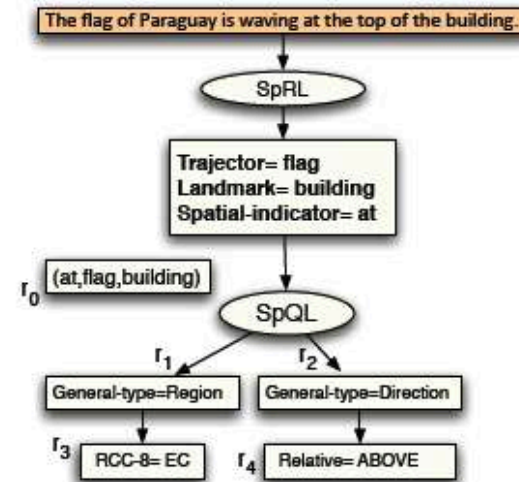 The flag of Paraguay is waving at the top of the building.
SpRL
Trajector= flag
Landmark= building
Spatial-indicator= at
r0 (at,flag,building)
SpQL
r1 r2
General-type=Region General-type=Direction
r3 RCC-8= EC r4 Relative= ABOVE